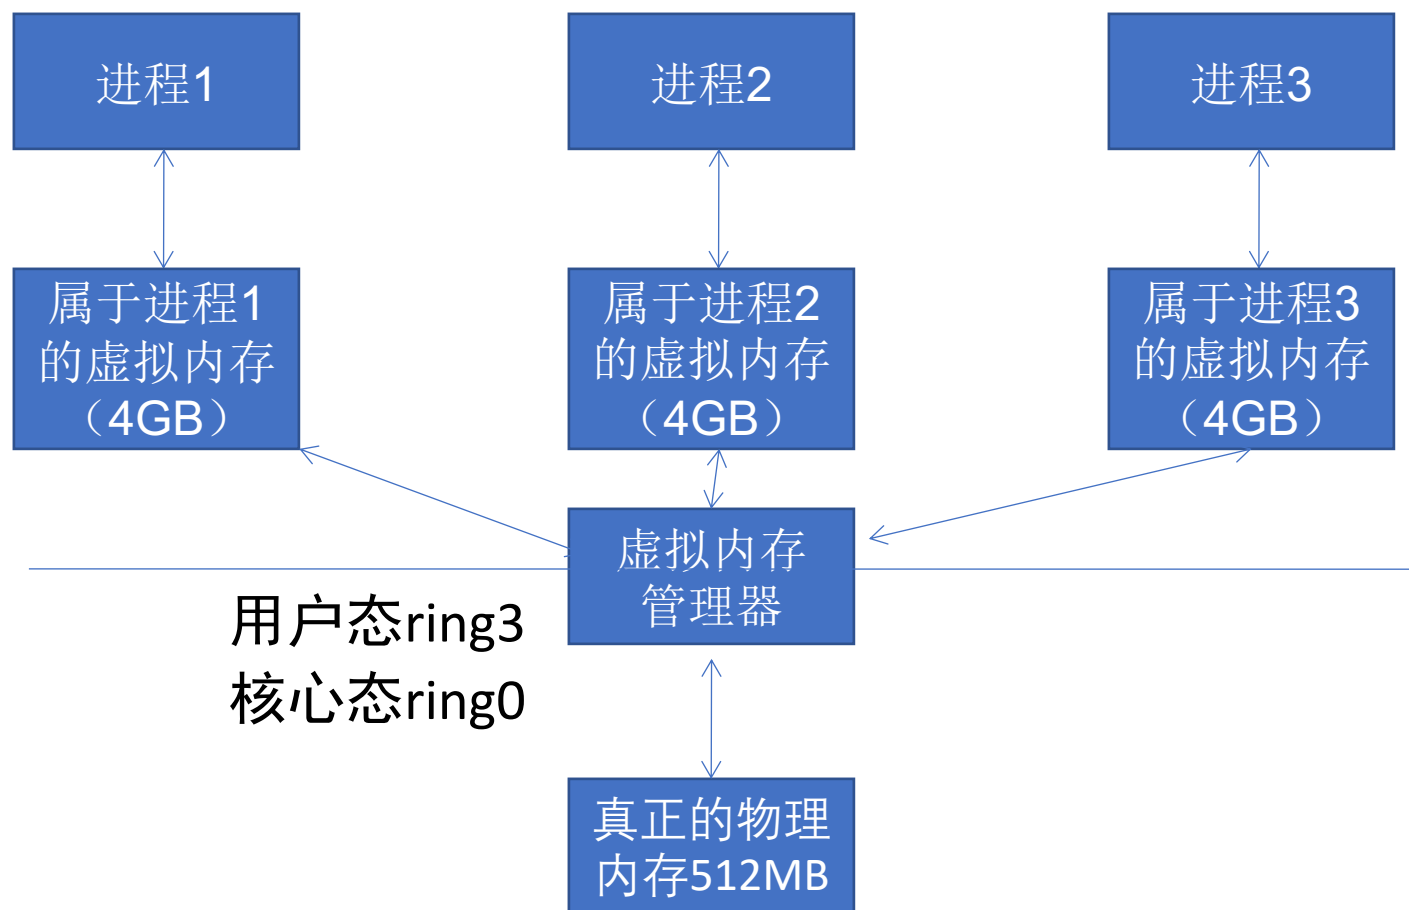 进程1
进程2
进程3
属于进程1
的虚拟内存
（4GB）
属于进程2
的虚拟内存
（4GB）
属于进程3
的虚拟内存
（4GB）
虚拟内存
管理器
用户态ring3
核心态ring0
真正的物理
内存512MB